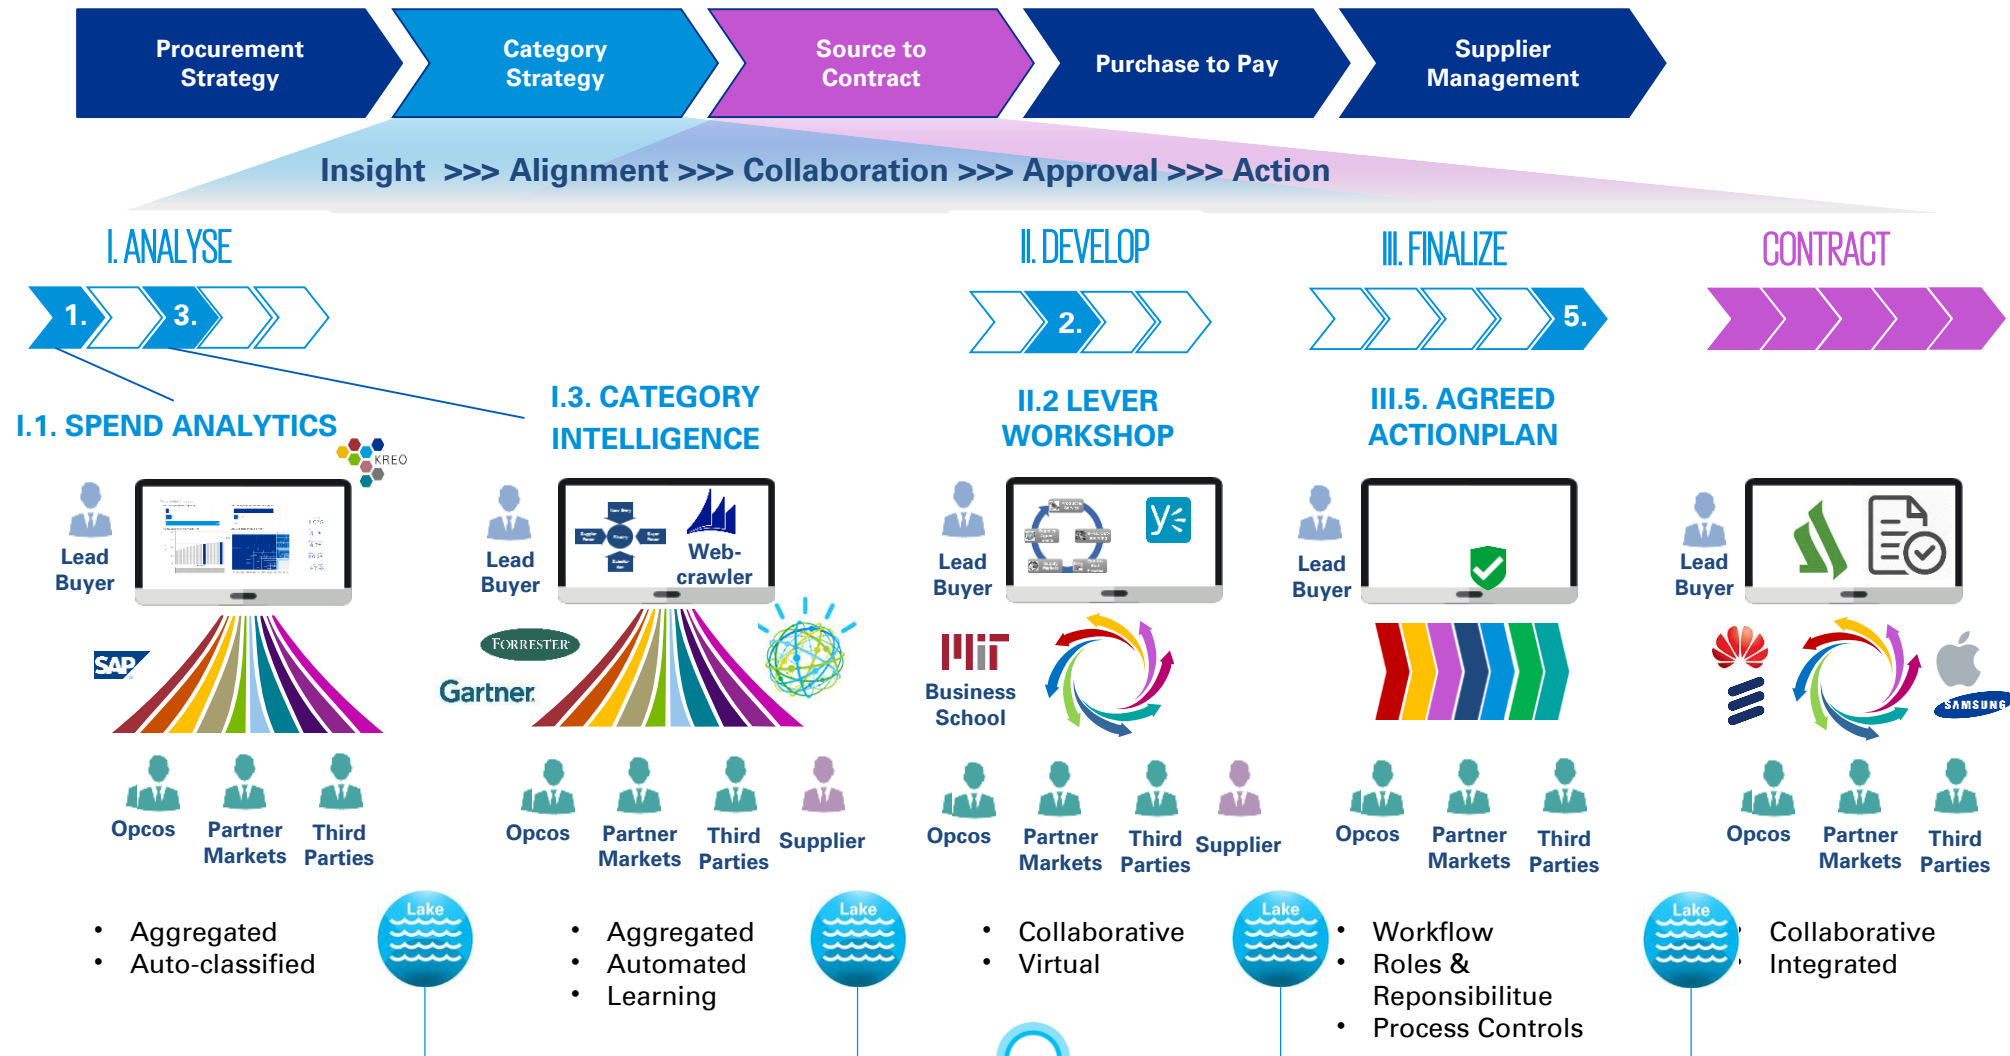 Procurement
Strategy
Category
Strategy
Source to
Contract
Purchase to Pay
Supplier
Management
Insight >>> Alignment >>> Collaboration >>> Approval >>> Action
I. ANALYSE
II. DEVELOP
III. FINALIZE
CONTRACT
1.
3.
2.
5.
I.1. SPEND ANALYTICS
I.3. CATEGORY
INTELLIGENCE
II.2 LEVER
WORKSHOP
III.5. AGREED
ACTIONPLAN
KREO
Lead
Buyer
Lead
Buyer
Web-
crawler
Lead
Buyer
Lead
Buyer
Lead
Buyer
SAP
FORRESTER
Gartner
MIT
Business
School
SAMSUNG
Opcos
Partner
Markets
Third
Parties
Opcos
Partner
Markets
Third
Parties
Supplier
Opcos
Partner
Markets
Third
Parties
Supplier
Opcos
Partner
Markets
Third
Parties
Opcos
Partner
Markets
Third
Parties
• Aggregated
• Auto-classified
Lake
• Aggregated
• Automated
• Learning
Lake
• Collaborative
• Virtual
Lake
• Workflow
• Roles &
Reponsibilitue
• Process Controls
Lake
• Collaborative
• Integrated